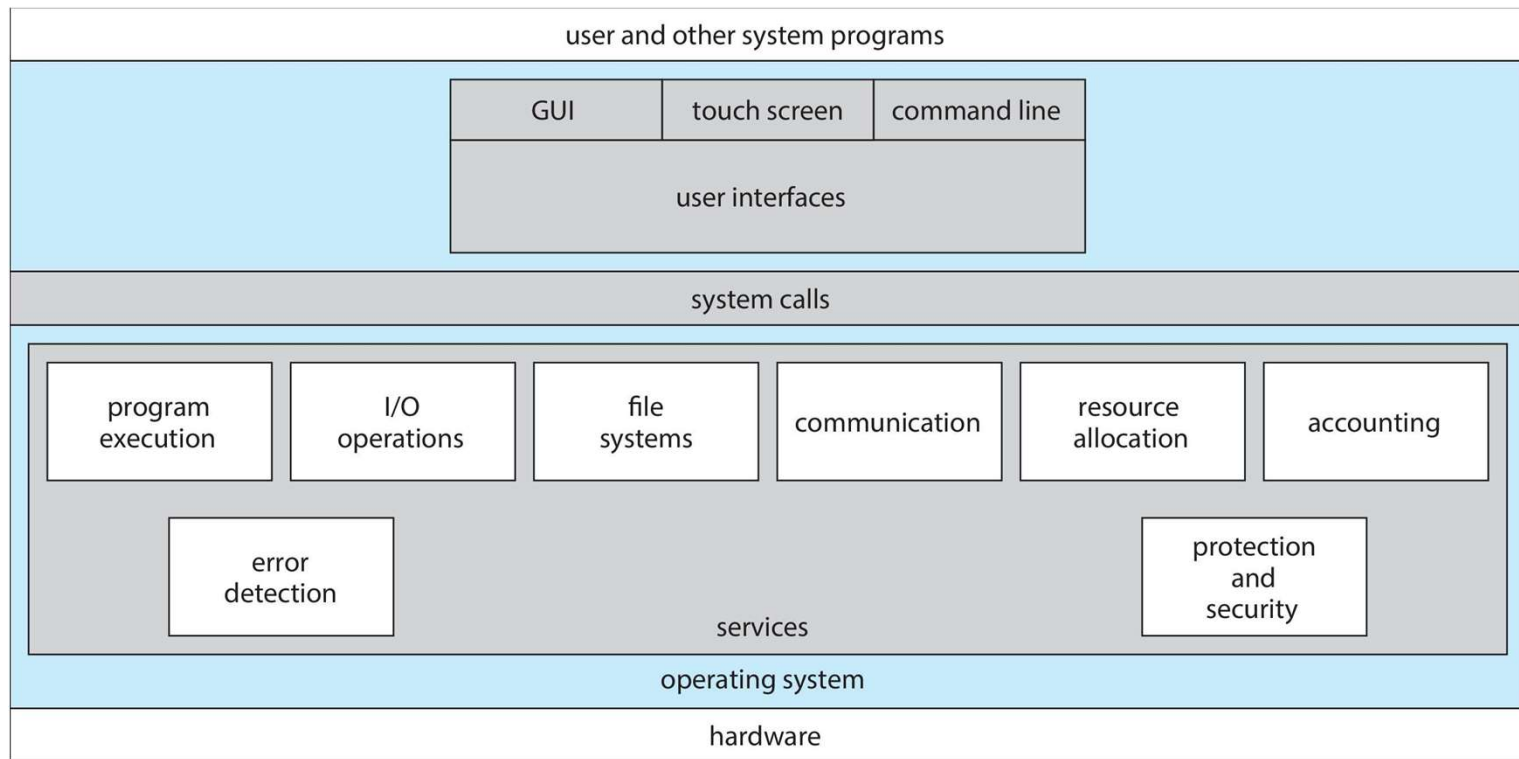 user and other system programs
GUI
touch screen
command line
user interfaces
system calls
program
execution
I/O
operations
file
systems
communication
resource
allocation
accounting
error
detection
protection
and
security
services
operating system
hardware